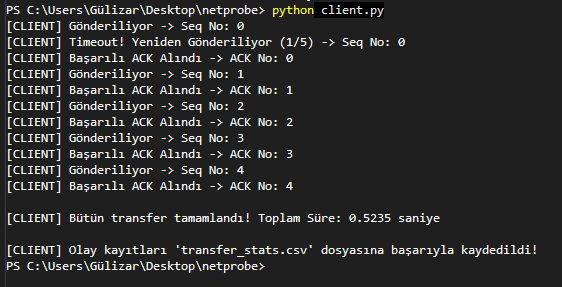 PS C:\Users\Gülizar\Desktop\netprobe> python client.py
[CLIENT] Gönderiliyor -> Seq No: 0
[CLIENT] Timeout! Yeniden Gönderiliyor (1/5) -> Seq No: 0
[CLIENT] Başarılı ACK Alındı -> ACK No: 0
[CLIENT] Gönderiliyor -> Seq No: 1
[CLIENT] Başarılı ACK Alındı -> ACK No: 1
[CLIENT] Gönderiliyor -> Seq No: 2
[CLIENT] Başarılı ACK Alındı -> ACK No: 2
[CLIENT] Gönderiliyor -> Seq No: 3
[CLIENT] Başarılı ACK Alındı -> ACK No: 3
[CLIENT] Gönderiliyor -> Seq No: 4
[CLIENT] Başarılı ACK Alındı -> ACK No: 4
[CLIENT] Bütün transfer tamamlandı! Toplam Süre: 0.5235 saniye
[CLIENT] Olay kayıtları 'transfer_stats.csv' dosyasına başarıyla kaydedildi!
PS C:\Users\Gülizar\Desktop\netprobe>